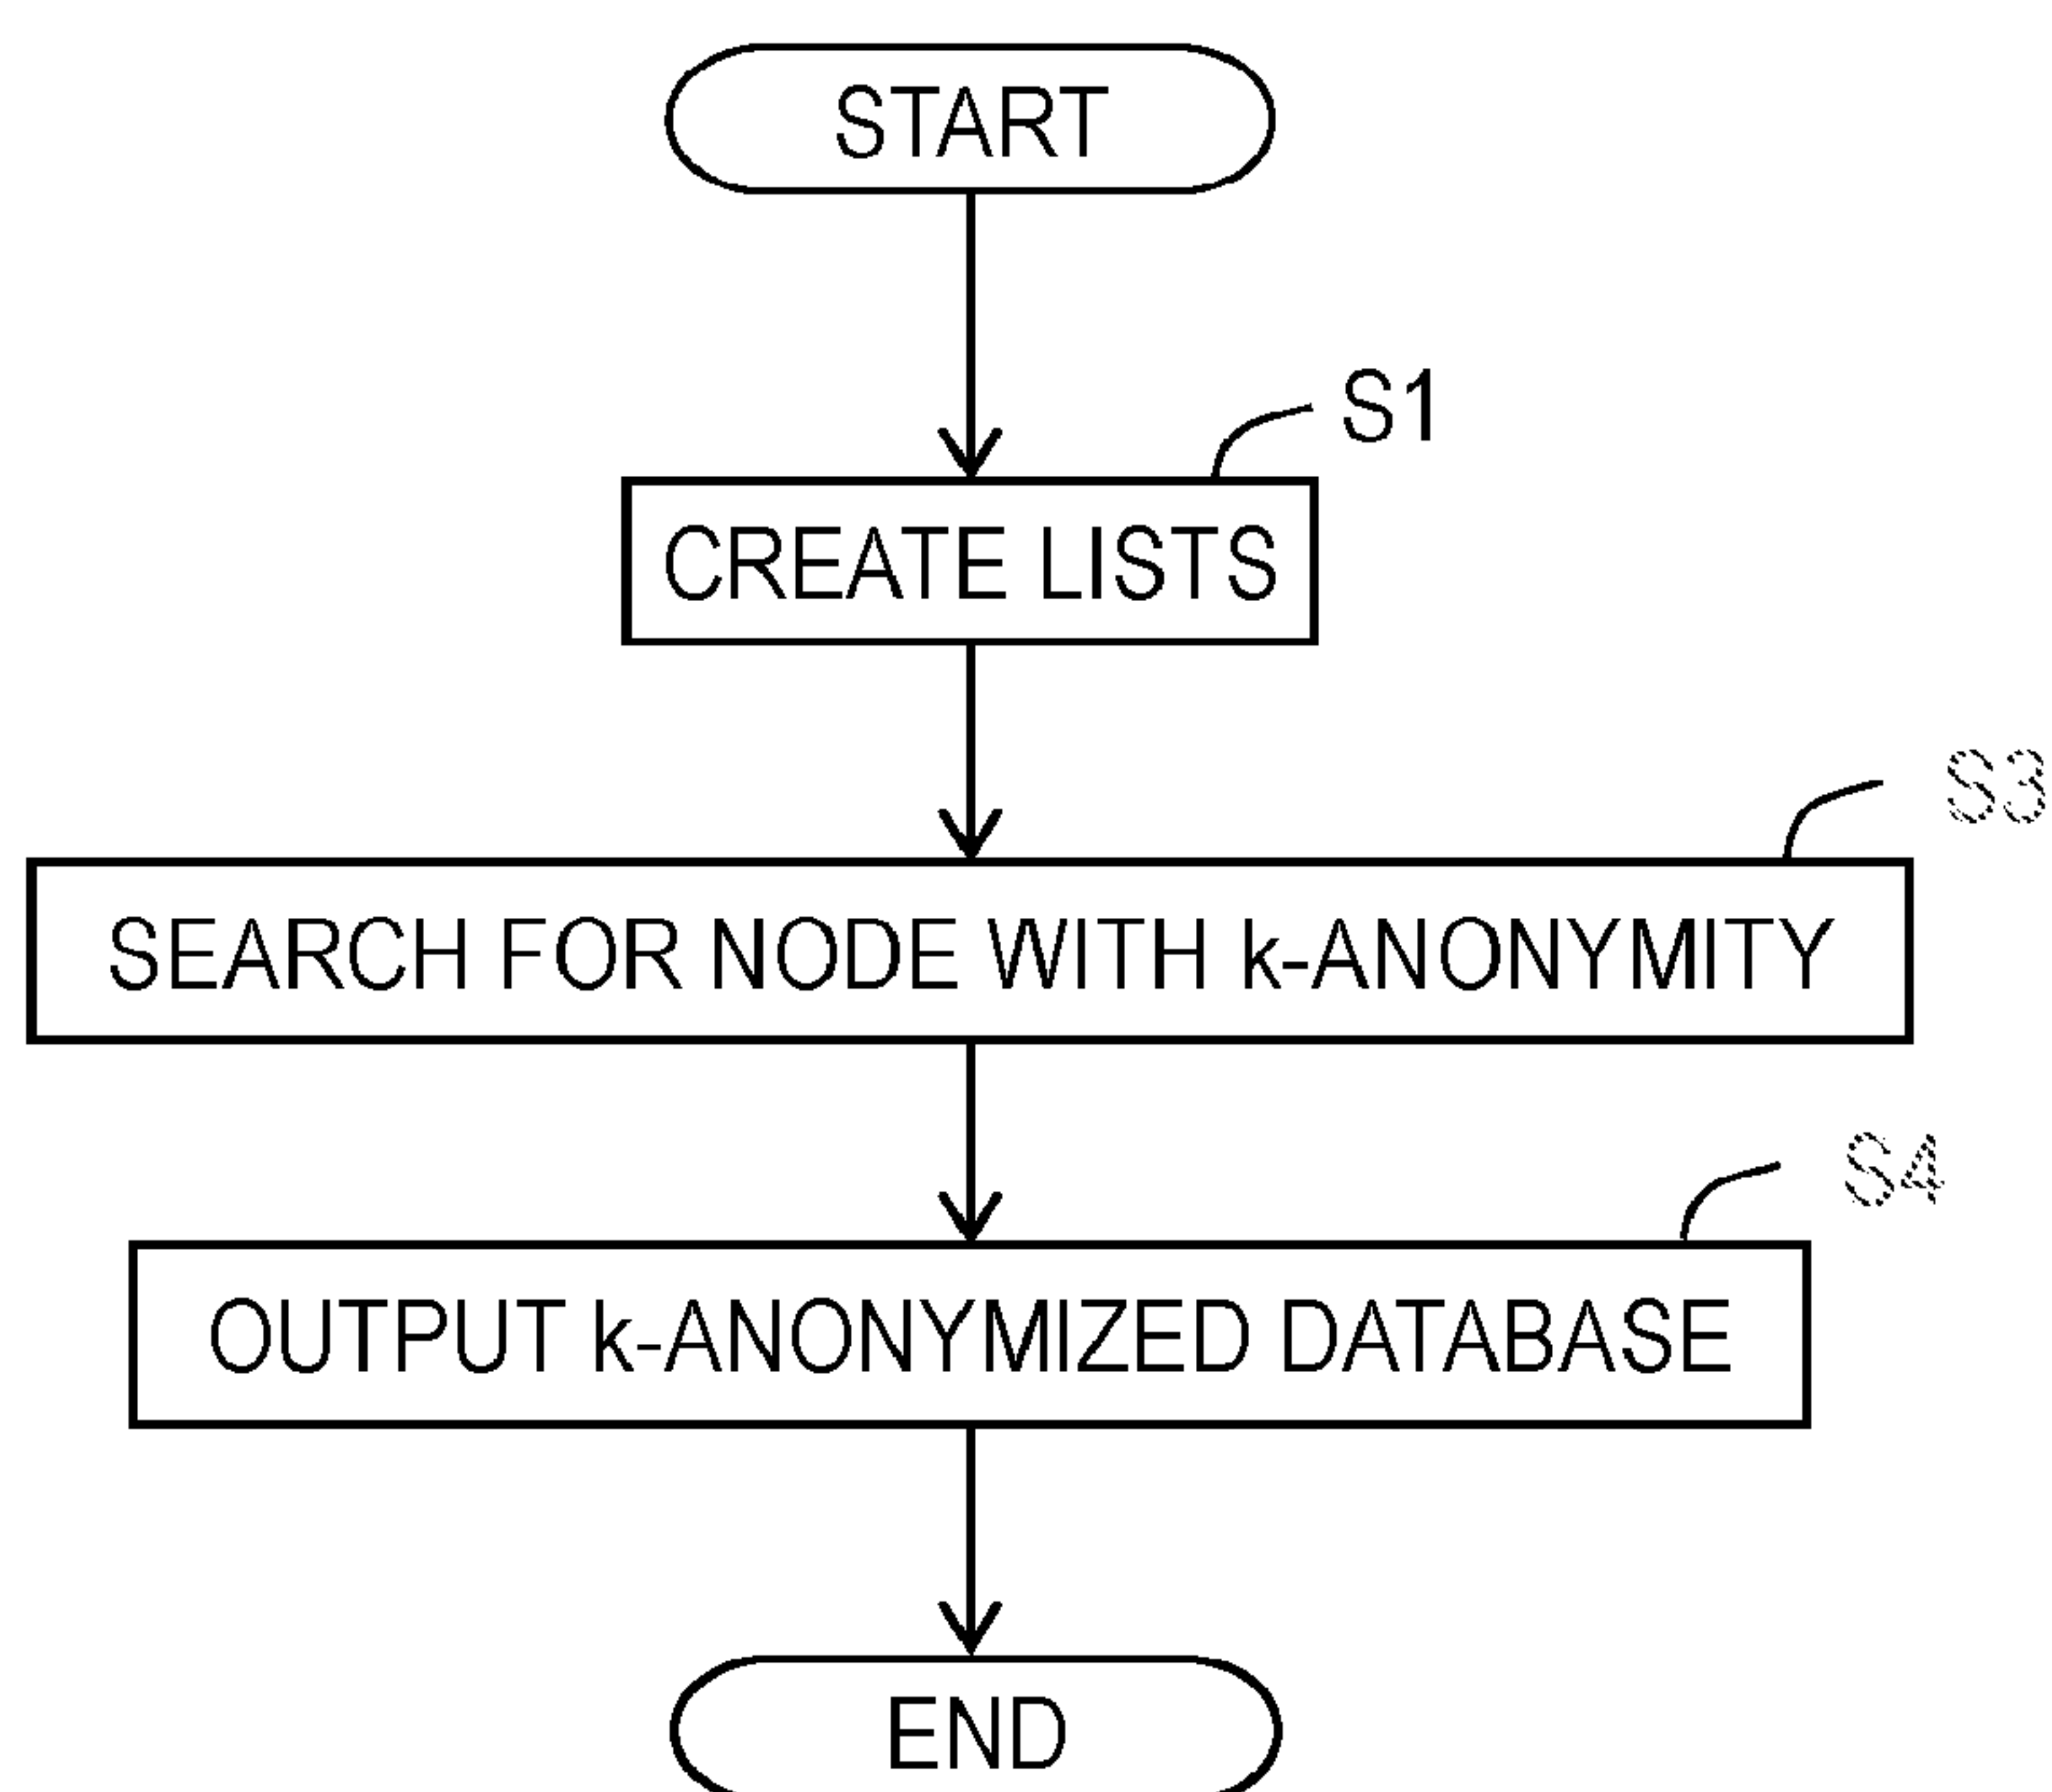 START
S1
CREATE LISTS
S3
SEARCH FOR NODE WITH k-ANONYMITY
S4
OUTPUT k-ANONYMIZED DATABASE
END